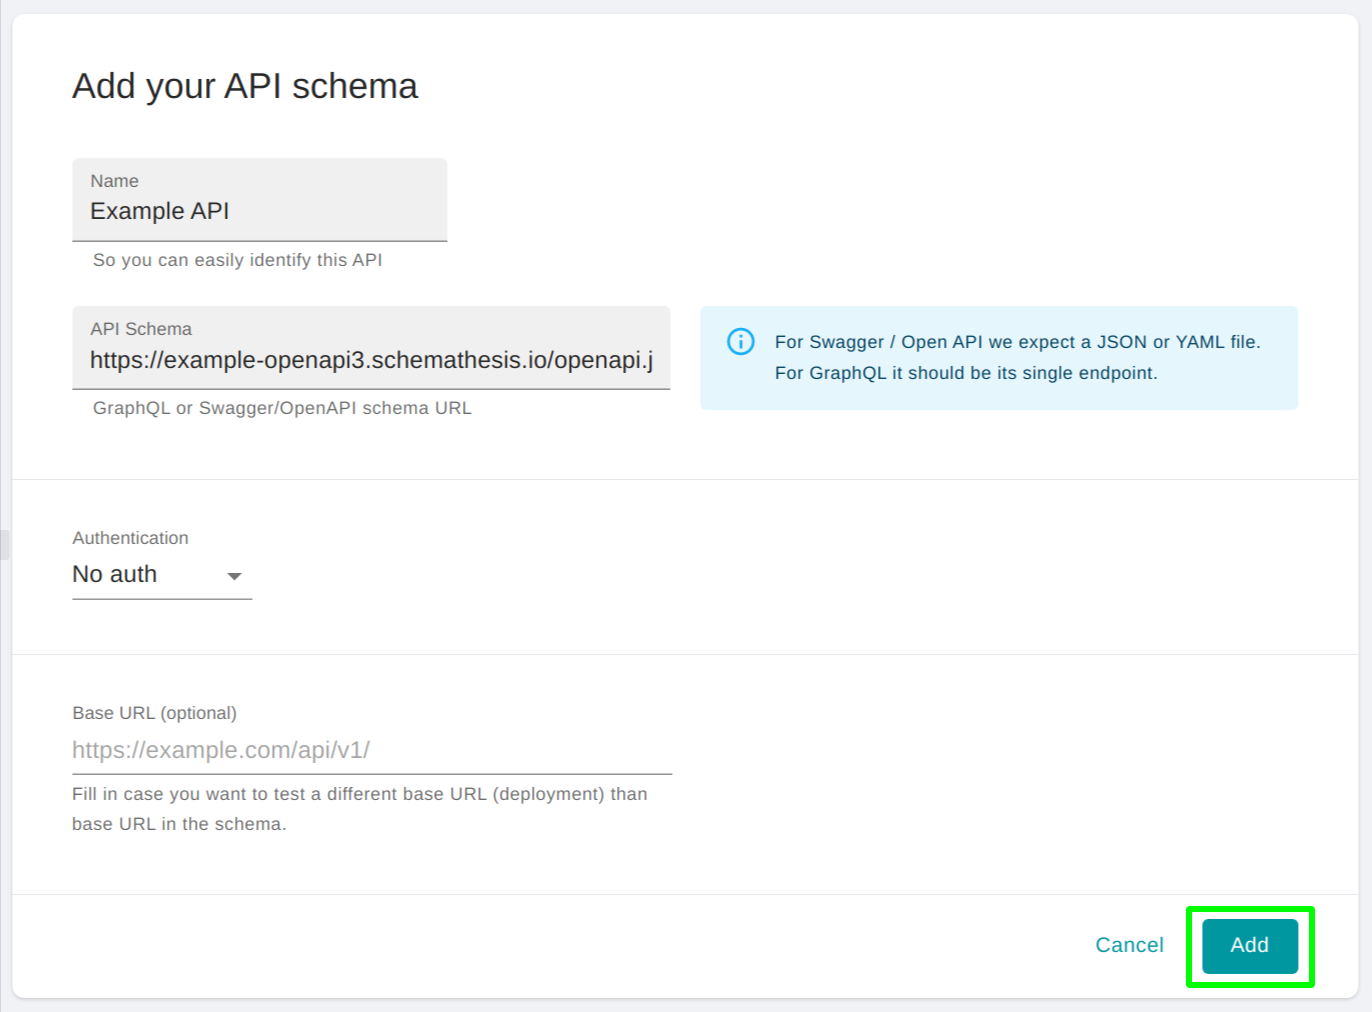 Add your API schema
Name
Example API
So you can easily identify this API
API Schema
https://example-openapi3.schemathesis.io/openapi.j
GraphQL or Swagger/OpenAPI schema URL
For Swagger / Open API we expect a JSON or YAML file.
For GraphQL it should be its single endpoint.
Authentication
No auth
Base URL (optional)
https://example.com/api/v1/
Fill in case you want to test a different base URL (deployment) than
base URL in the schema.
Cancel
Add